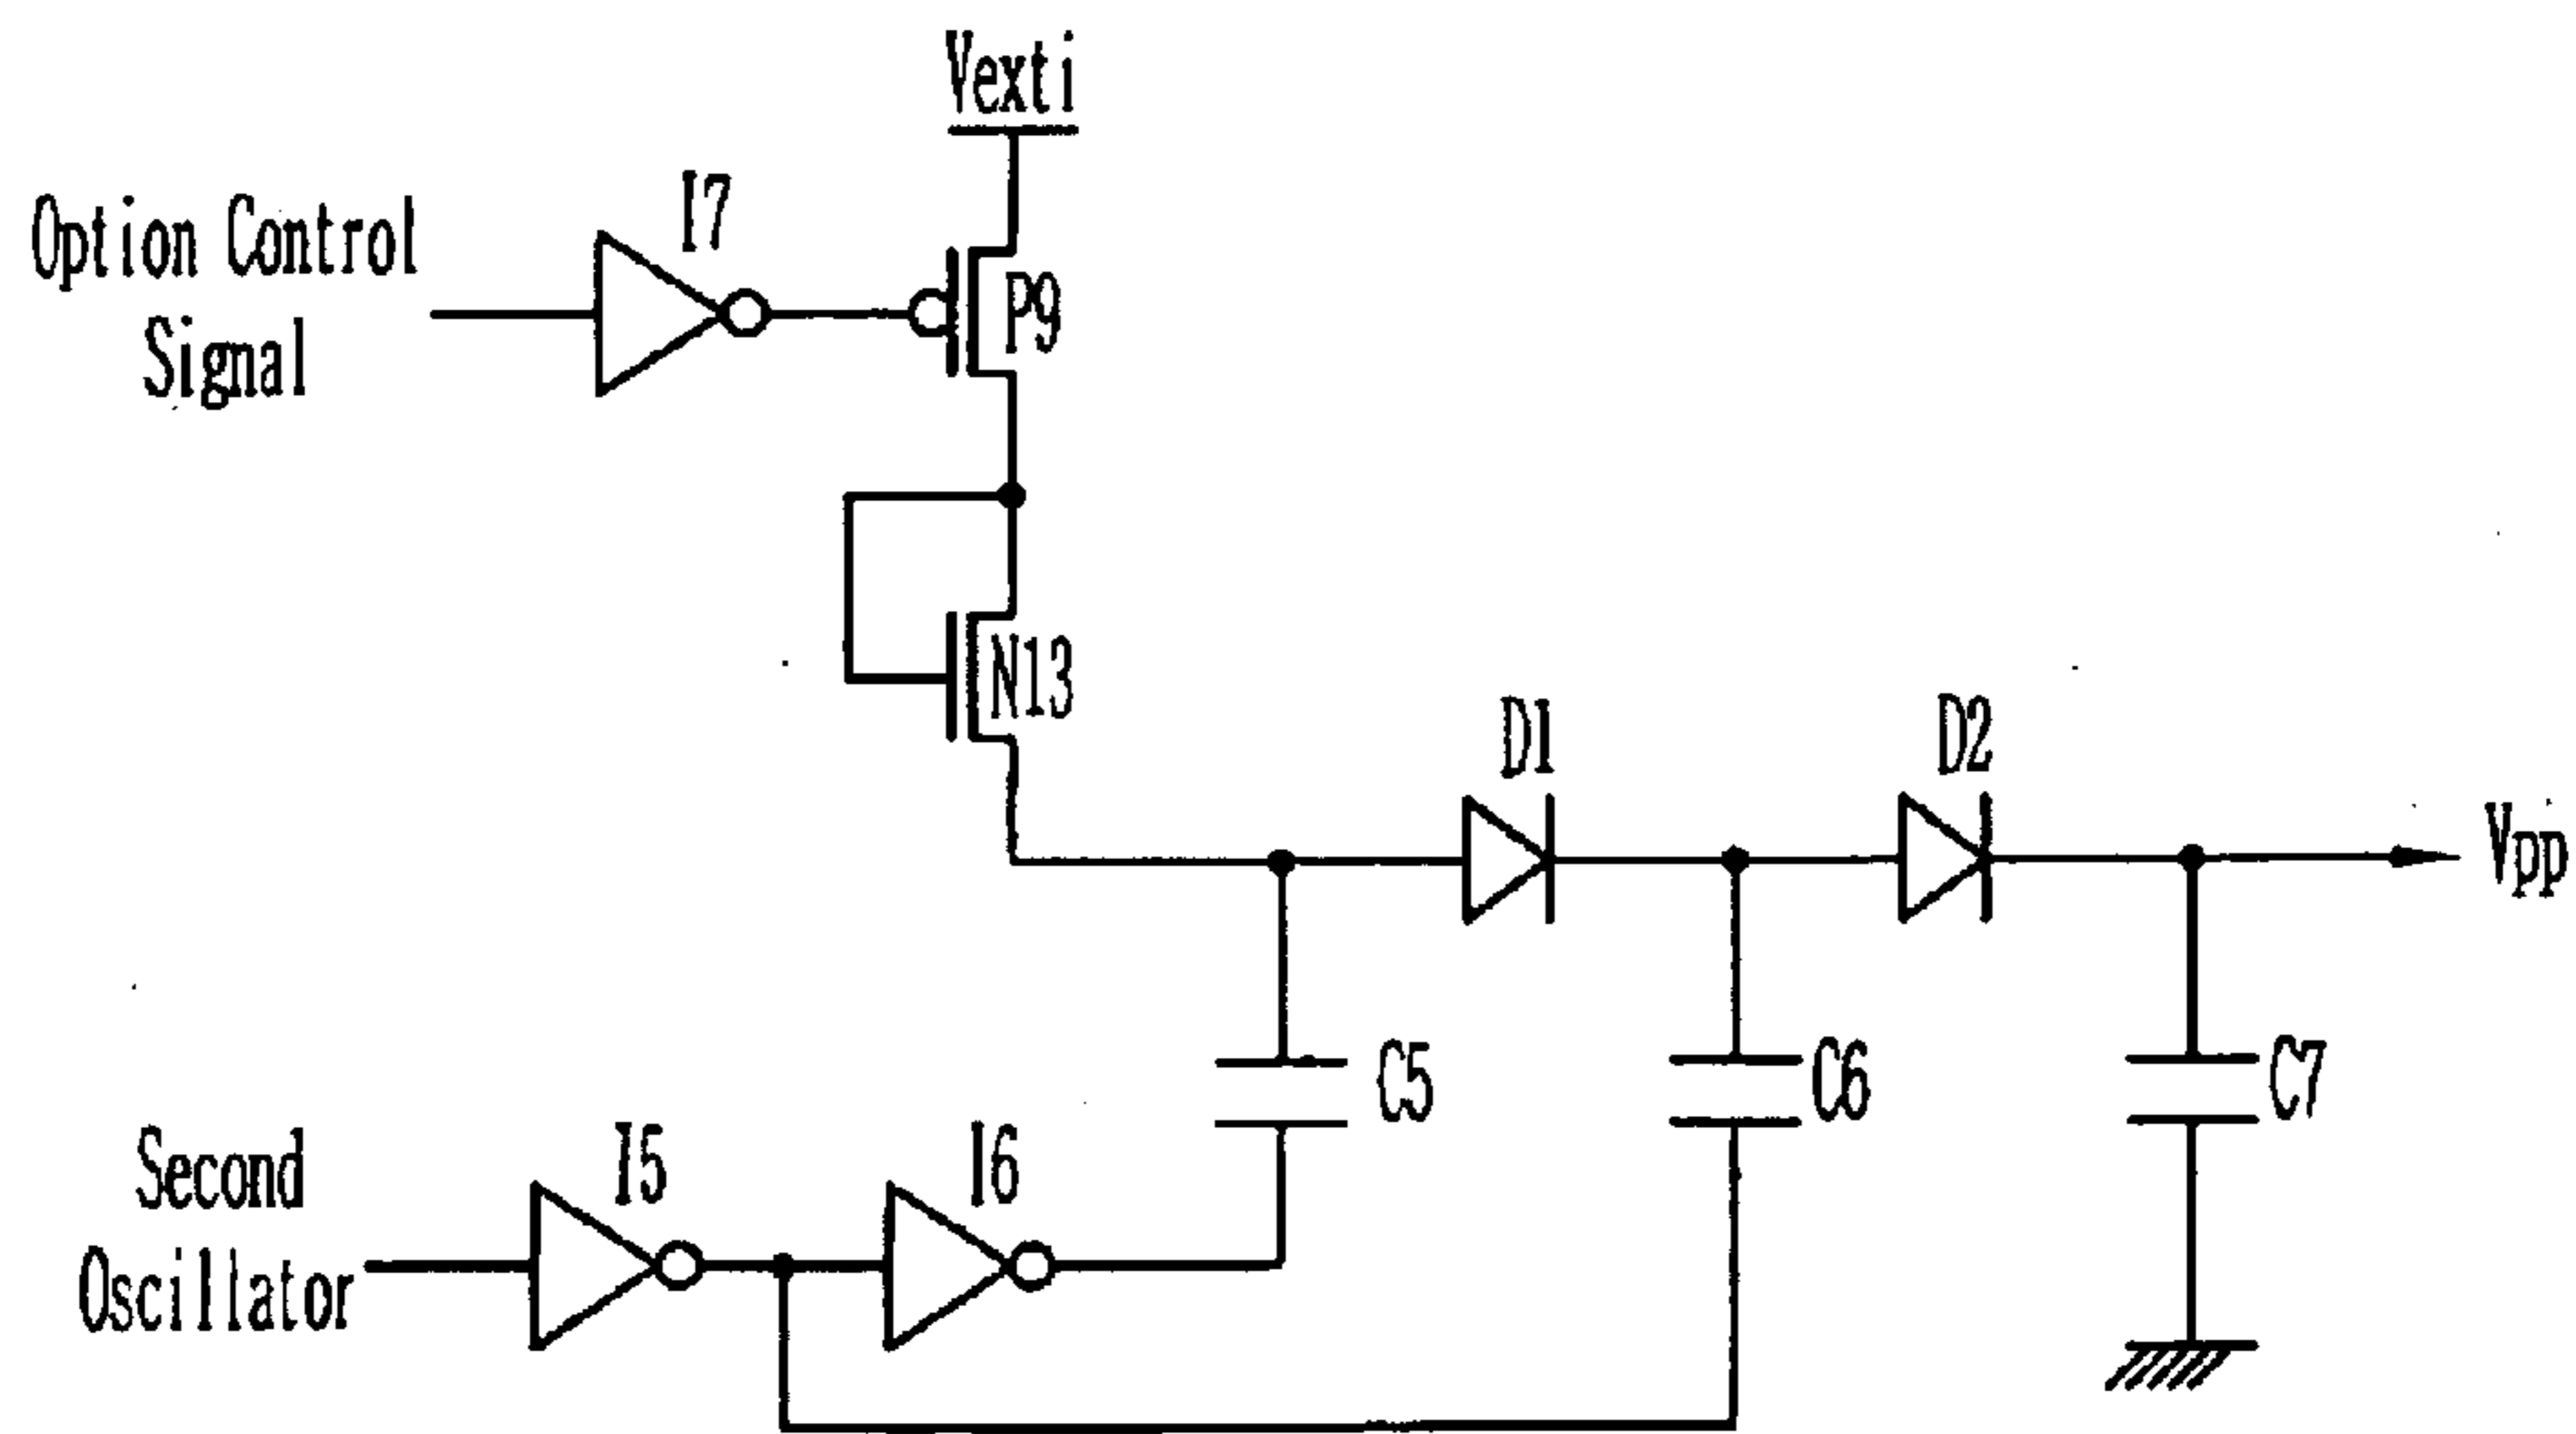 Vexti
I7
Option Control
Signal
P9
N13
D1
D2
Vpp
C5
C6
C7
Second
Oscillator
I5
I6